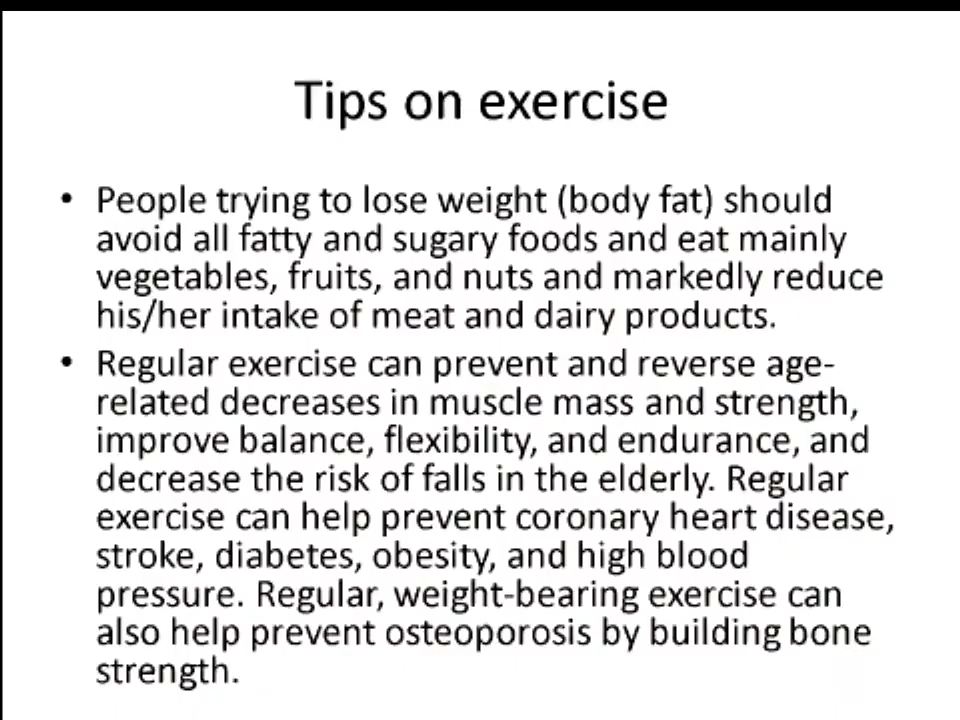 Tips on exercise
• People trying to lose weight (body fat) should
avoid all fatty and sugary foods and eat mainly
vegetables, fruits, and nuts and markedly reduce
his/her intake of meat and dairy products.
• Regular exercise can prevent and reverse age-
related decreases in muscle mass and strength,
improve balance, flexibility, and endurance, and
decrease the risk of falls in the elderly. Regular
exercise can help prevent coronary heart disease,
stroke, diabetes, obesity, and high blood
pressure. Regular, weight-bearing exercise can
also help prevent osteoporosis by building bone
strength.